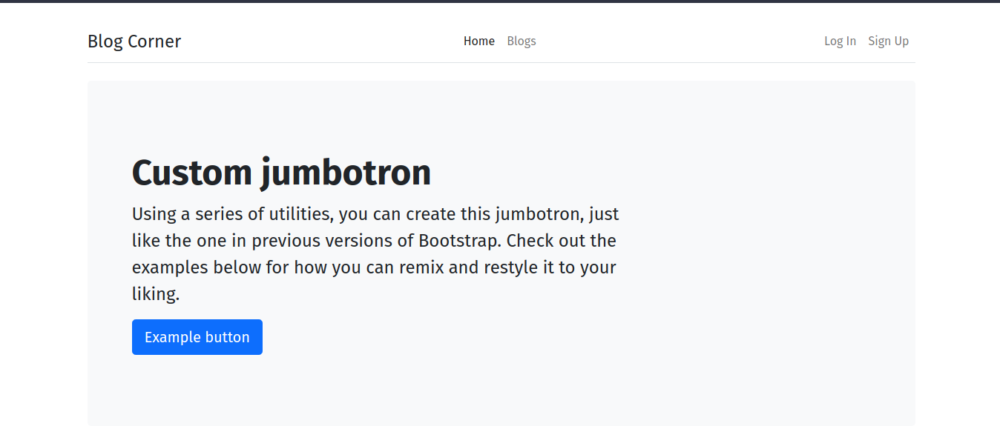 Blog Corner
Home Blogs
Log In Sign Up
Custom jumbotron
Using a series of utilities, you can create this jumbotron, just
like the one in previous versions of Bootstrap. Check out the
examples below for how you can remix and restyle it to your
liking.
Example button